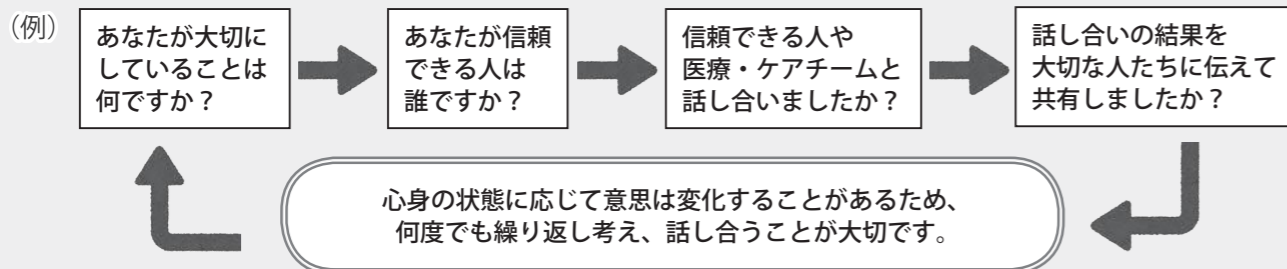 （例）
あなたが大切に
していることは
何ですか？
あなたが信頼
できる人は
誰ですか？
信頼できる人や
医療・ケアチームと
話し合いましたか？
話し合いの結果を
大切な人たちに伝えて
共有しましたか？
心身の状態に応じて意思は変化することがあるため、
何度でも繰り返し考え、話し合うことが大切です。